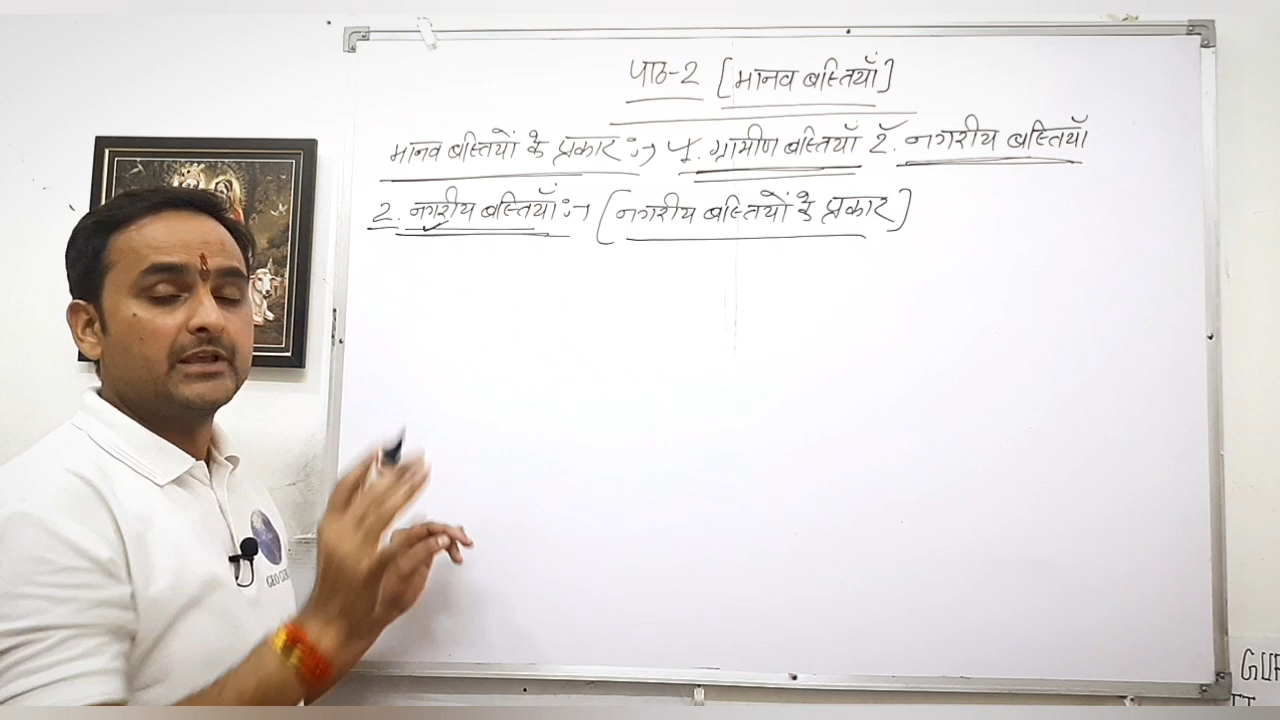 पाठ-2 [मानव बस्तियाँ]
मानव बस्तियों के प्रकार :→ 1. ग्रामीण बस्तियाँ 2. नगरीय बस्तियाँ
2. नगरीय बस्तियाँ :→ [नगरीय बस्तियों के प्रकार]